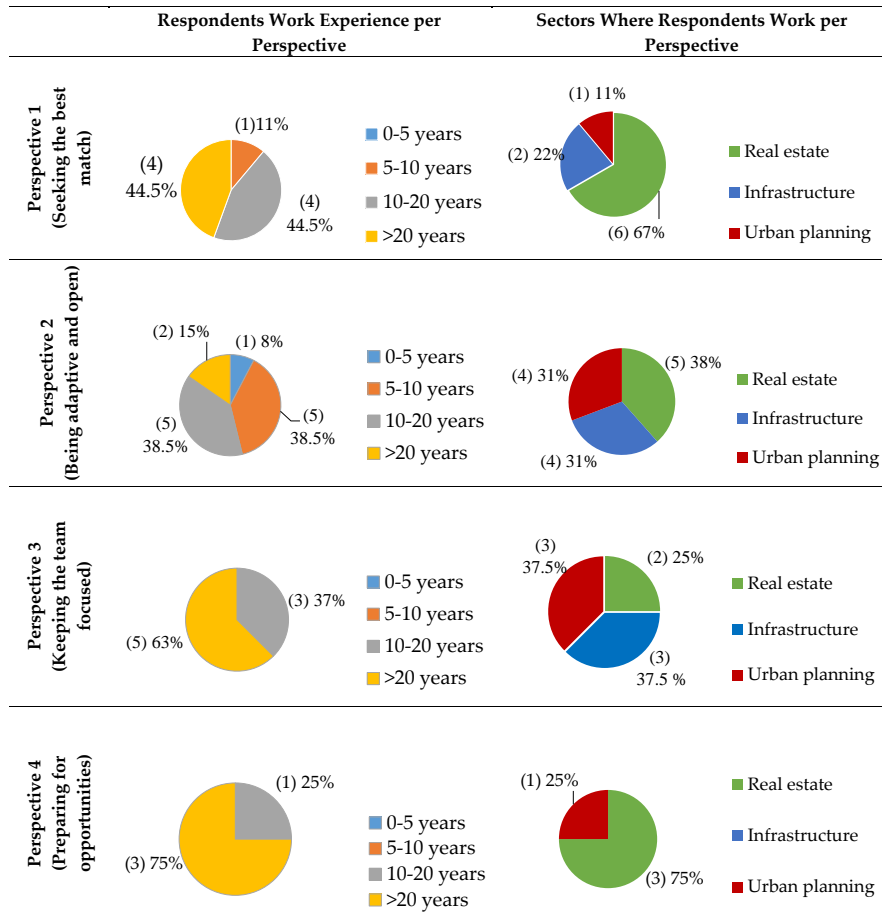 Respondents Work Experience per
Perspective
Sectors Where Respondents Work per
Perspective
Perspective 1
(Seeking the best
match)
(1)11%
(4)
44.5%
(4)
44.5%
0-5 years
5-10 years
10-20 years
>20 years
(1) 11%
(2) 22%
(6) 67%
Real estate
Infrastructure
Urban planning
Perspective 2
(Being adaptive and open)
(2) 15%
(1) 8%
(5)
38.5%
(5)
38.5%
0-5 years
5-10 years
10-20 years
>20 years
(5) 38%
(4) 31%
(4) 31%
Real estate
Infrastructure
Urban planning
Perspective 3
(Keeping the team
focused)
(3) 37%
(5) 63%
0-5 years
5-10 years
10-20 years
>20 years
(3)
37.5%
(2) 25%
(3)
37.5 %
Real estate
Infrastructure
Urban planning
Perspective 4
(Preparing for
opportunities)
(1) 25%
(3) 75%
0-5 years
5-10 years
10-20 years
>20 years
(1) 25%
(3) 75%
Real estate
Infrastructure
Urban planning